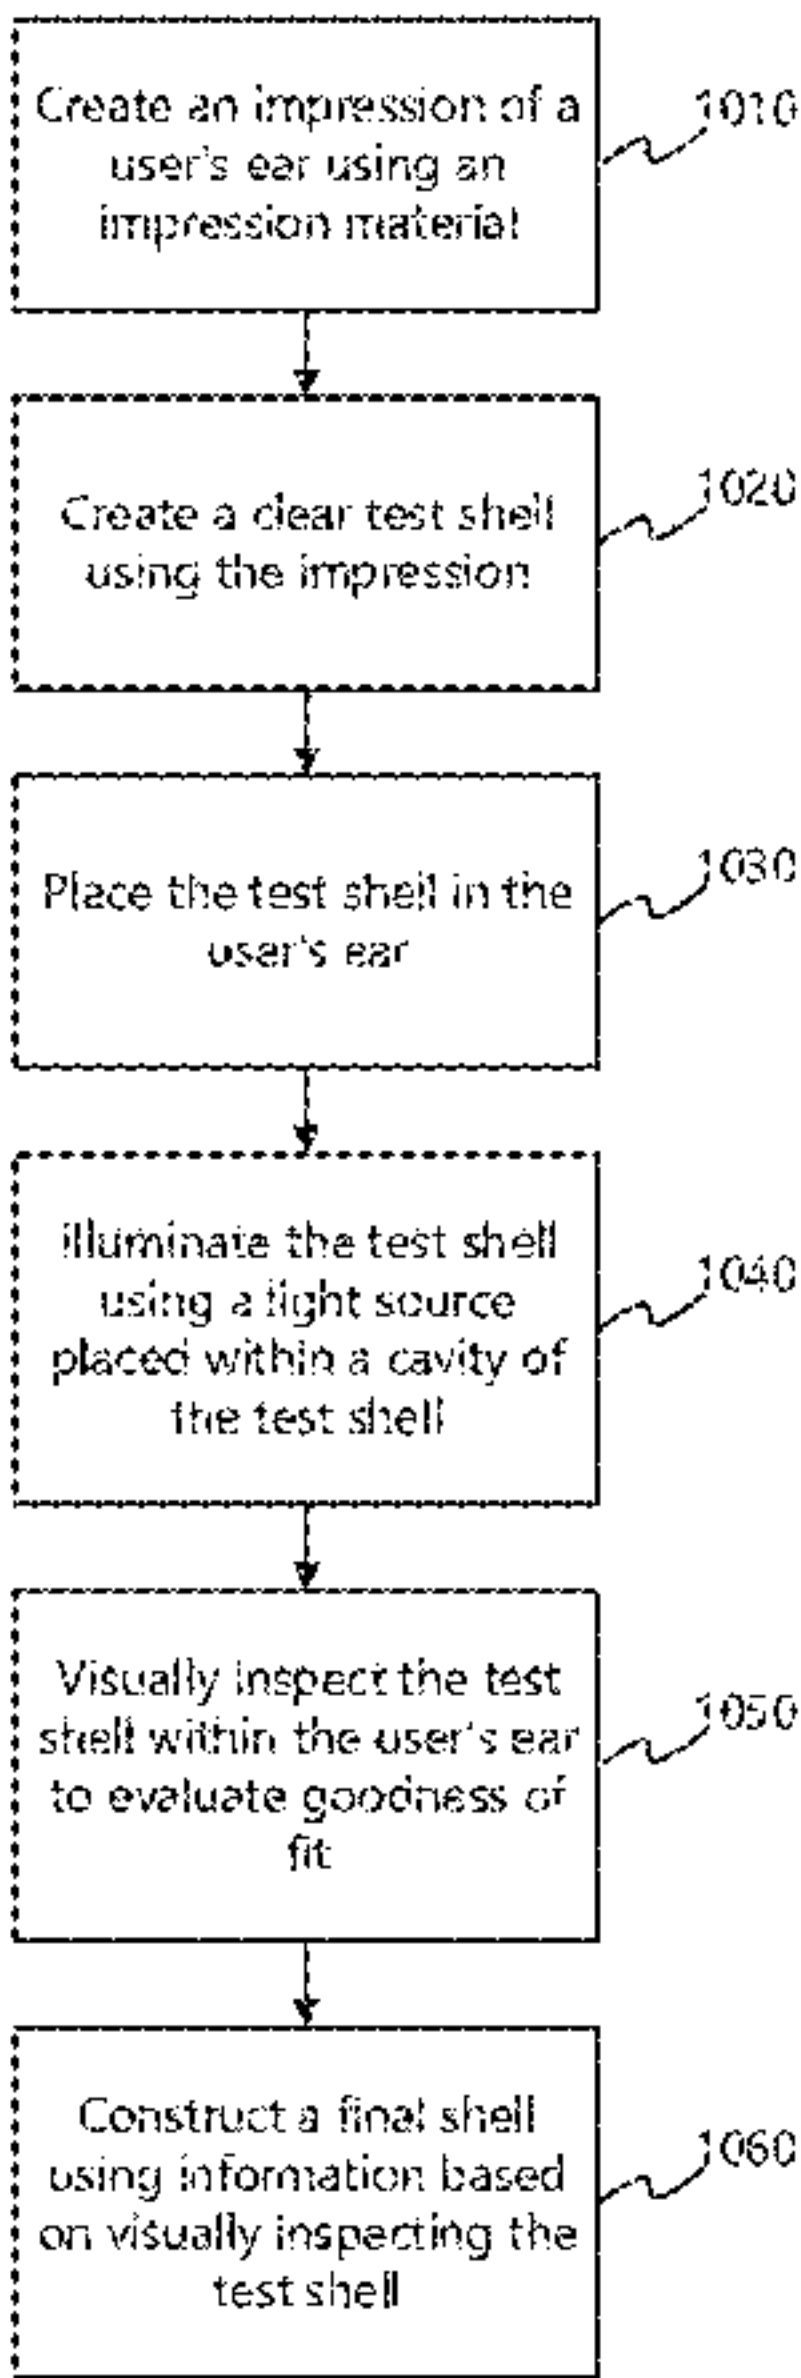 Create an impression of a
user's ear using an
impression material
1010
Create a clear test shell
using the impression
1020
Place the test shell in the
user's ear
1030
illuminate the test shell
using a light source
placed within a cavity of
the test shell
1040
Visually inspect the test
shell within the user's ear
to evaluate goodness of
fit
1050
Construct a final shell
using information based
on visually inspecting the
test shell
1060